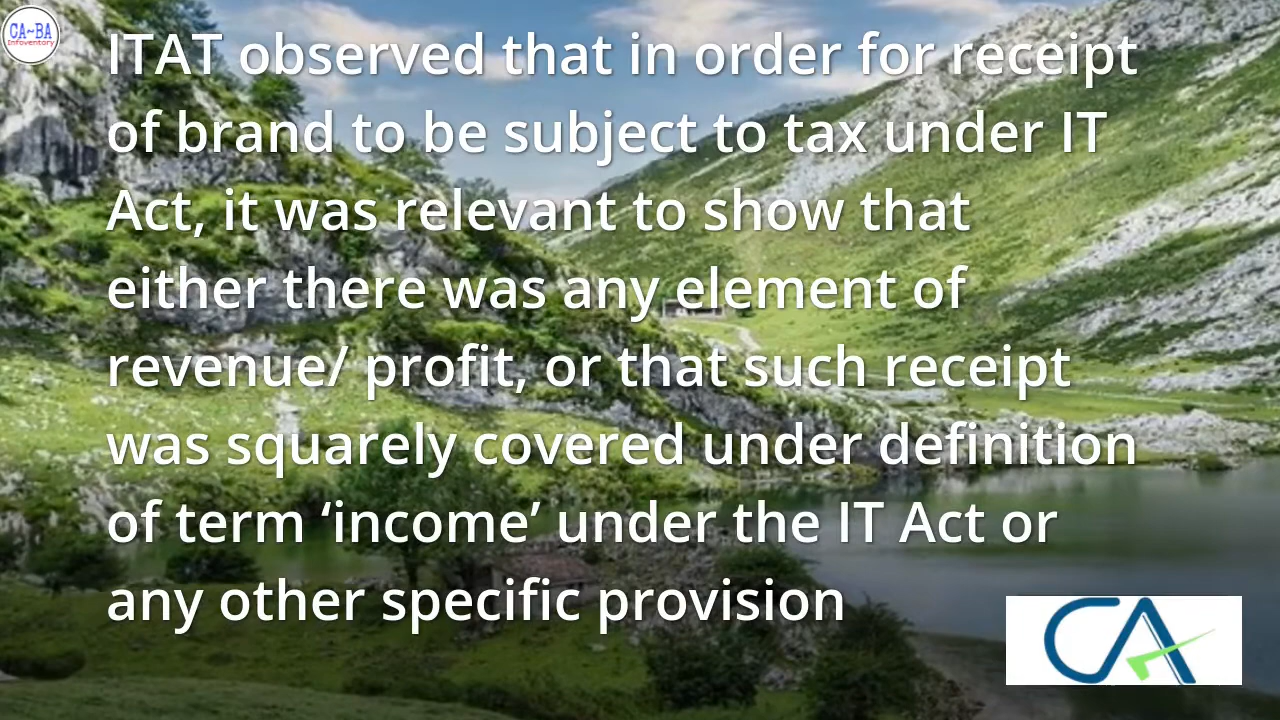 CA~BA
Infoventory
ITAT observed that in order for receipt
of brand to be subject to tax under IT
Act, it was relevant to show that
either there was any element of
revenue/ profit, or that such receipt
was squarely covered under definition
of term ‘income’ under the IT Act or
any other specific provision
CA